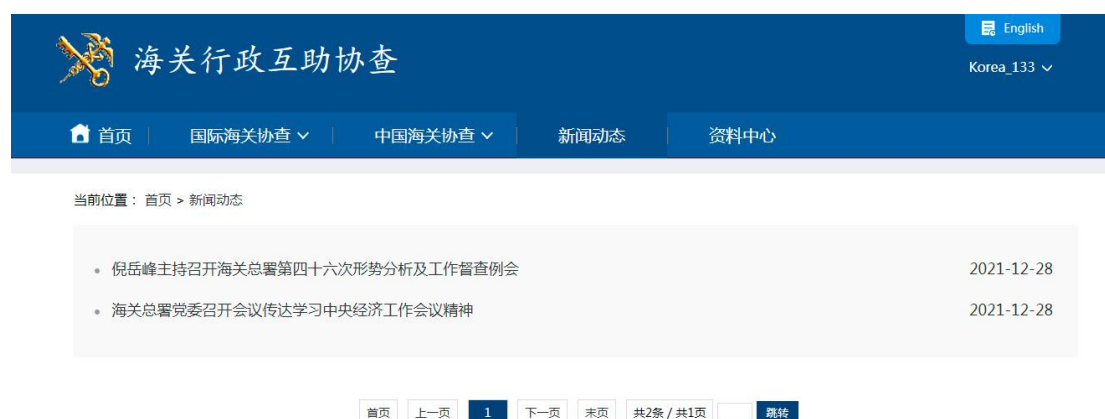 English
海关行政互助协查
Korea_133
首页 国际海关协查 中国海关协查 新闻动态 资料中心
当前位置： 首页 > 新闻动态
倪岳峰主持召开海关总署第四十六次形势分析及工作督查例会 2021-12-28
海关总署党委召开会议传达学习中央经济工作会议精神 2021-12-28
首页 上一页 1 下一页 末页 共2条 / 共1页 跳转